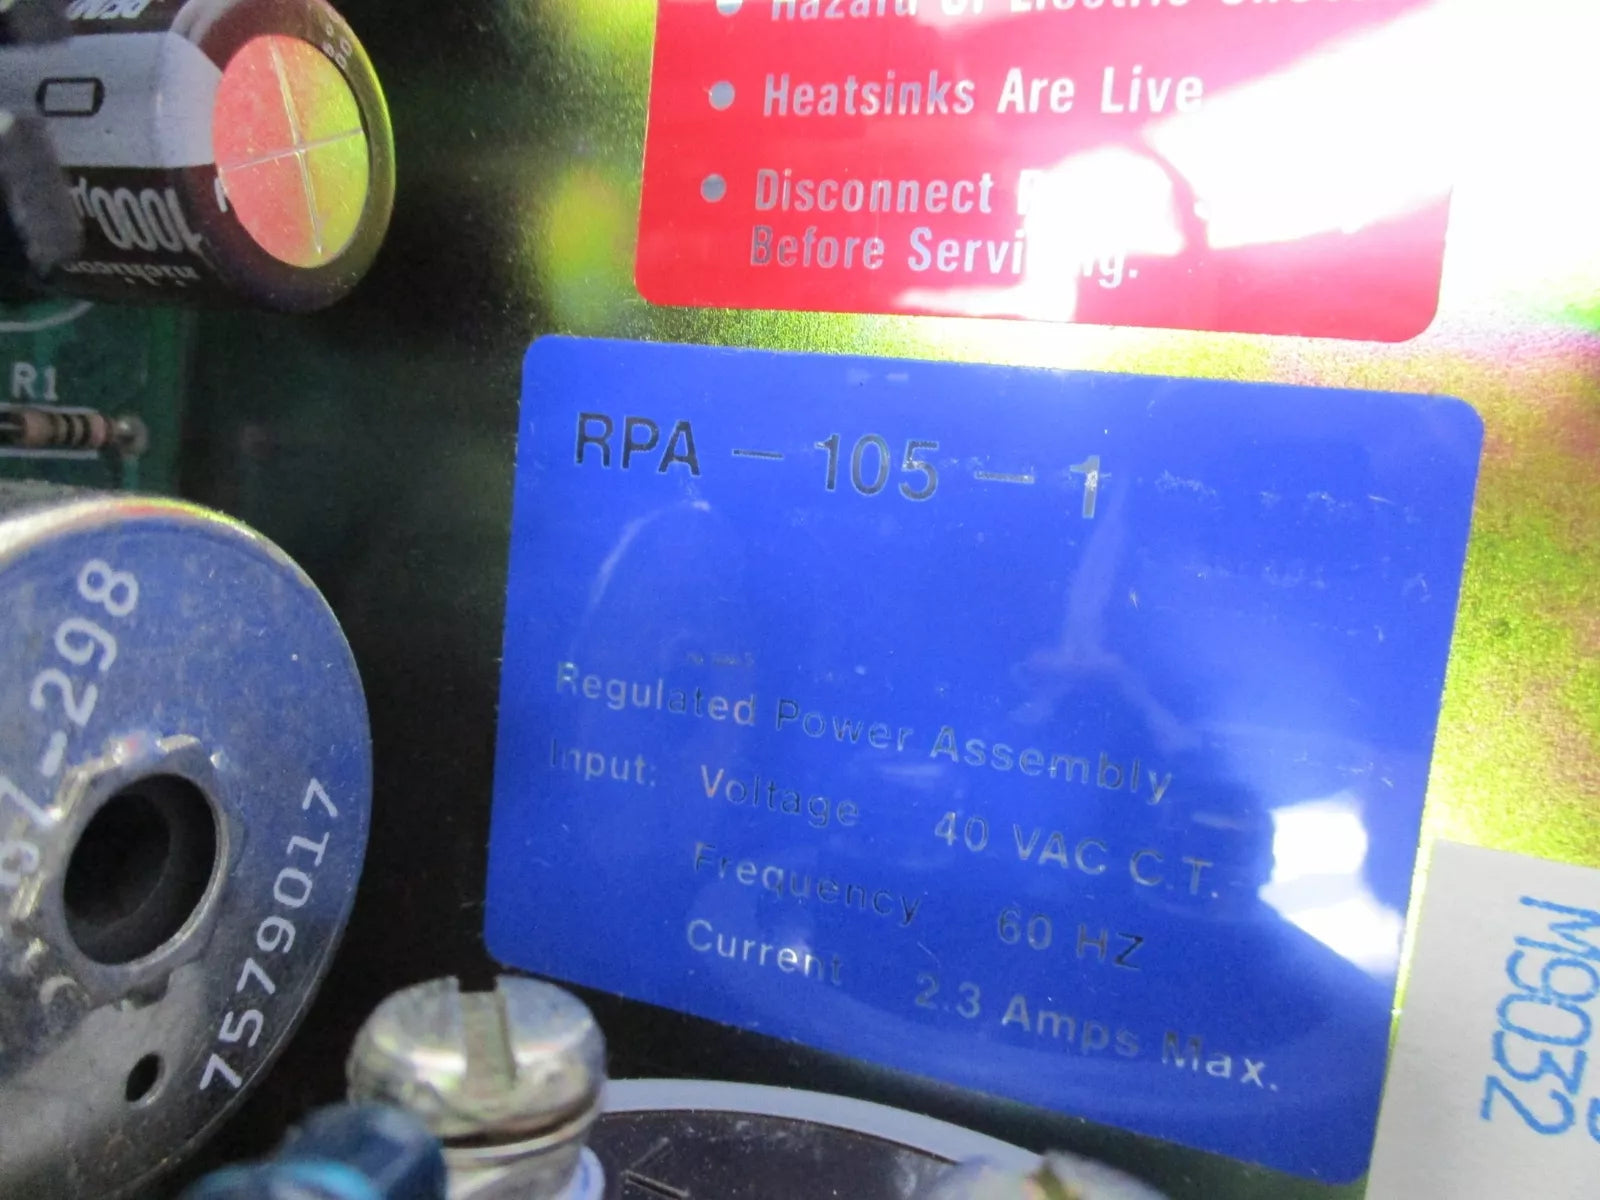 Heatsinks Are Live
Disconnect
Before Servi ng.
1000
R1
RPA - 105 - 1
Regulated Power Assembly
Input: Voltage 40 VAC C.T.
Frequency 60 HZ
Current 2.3 Amps Max.
7579017
M9032